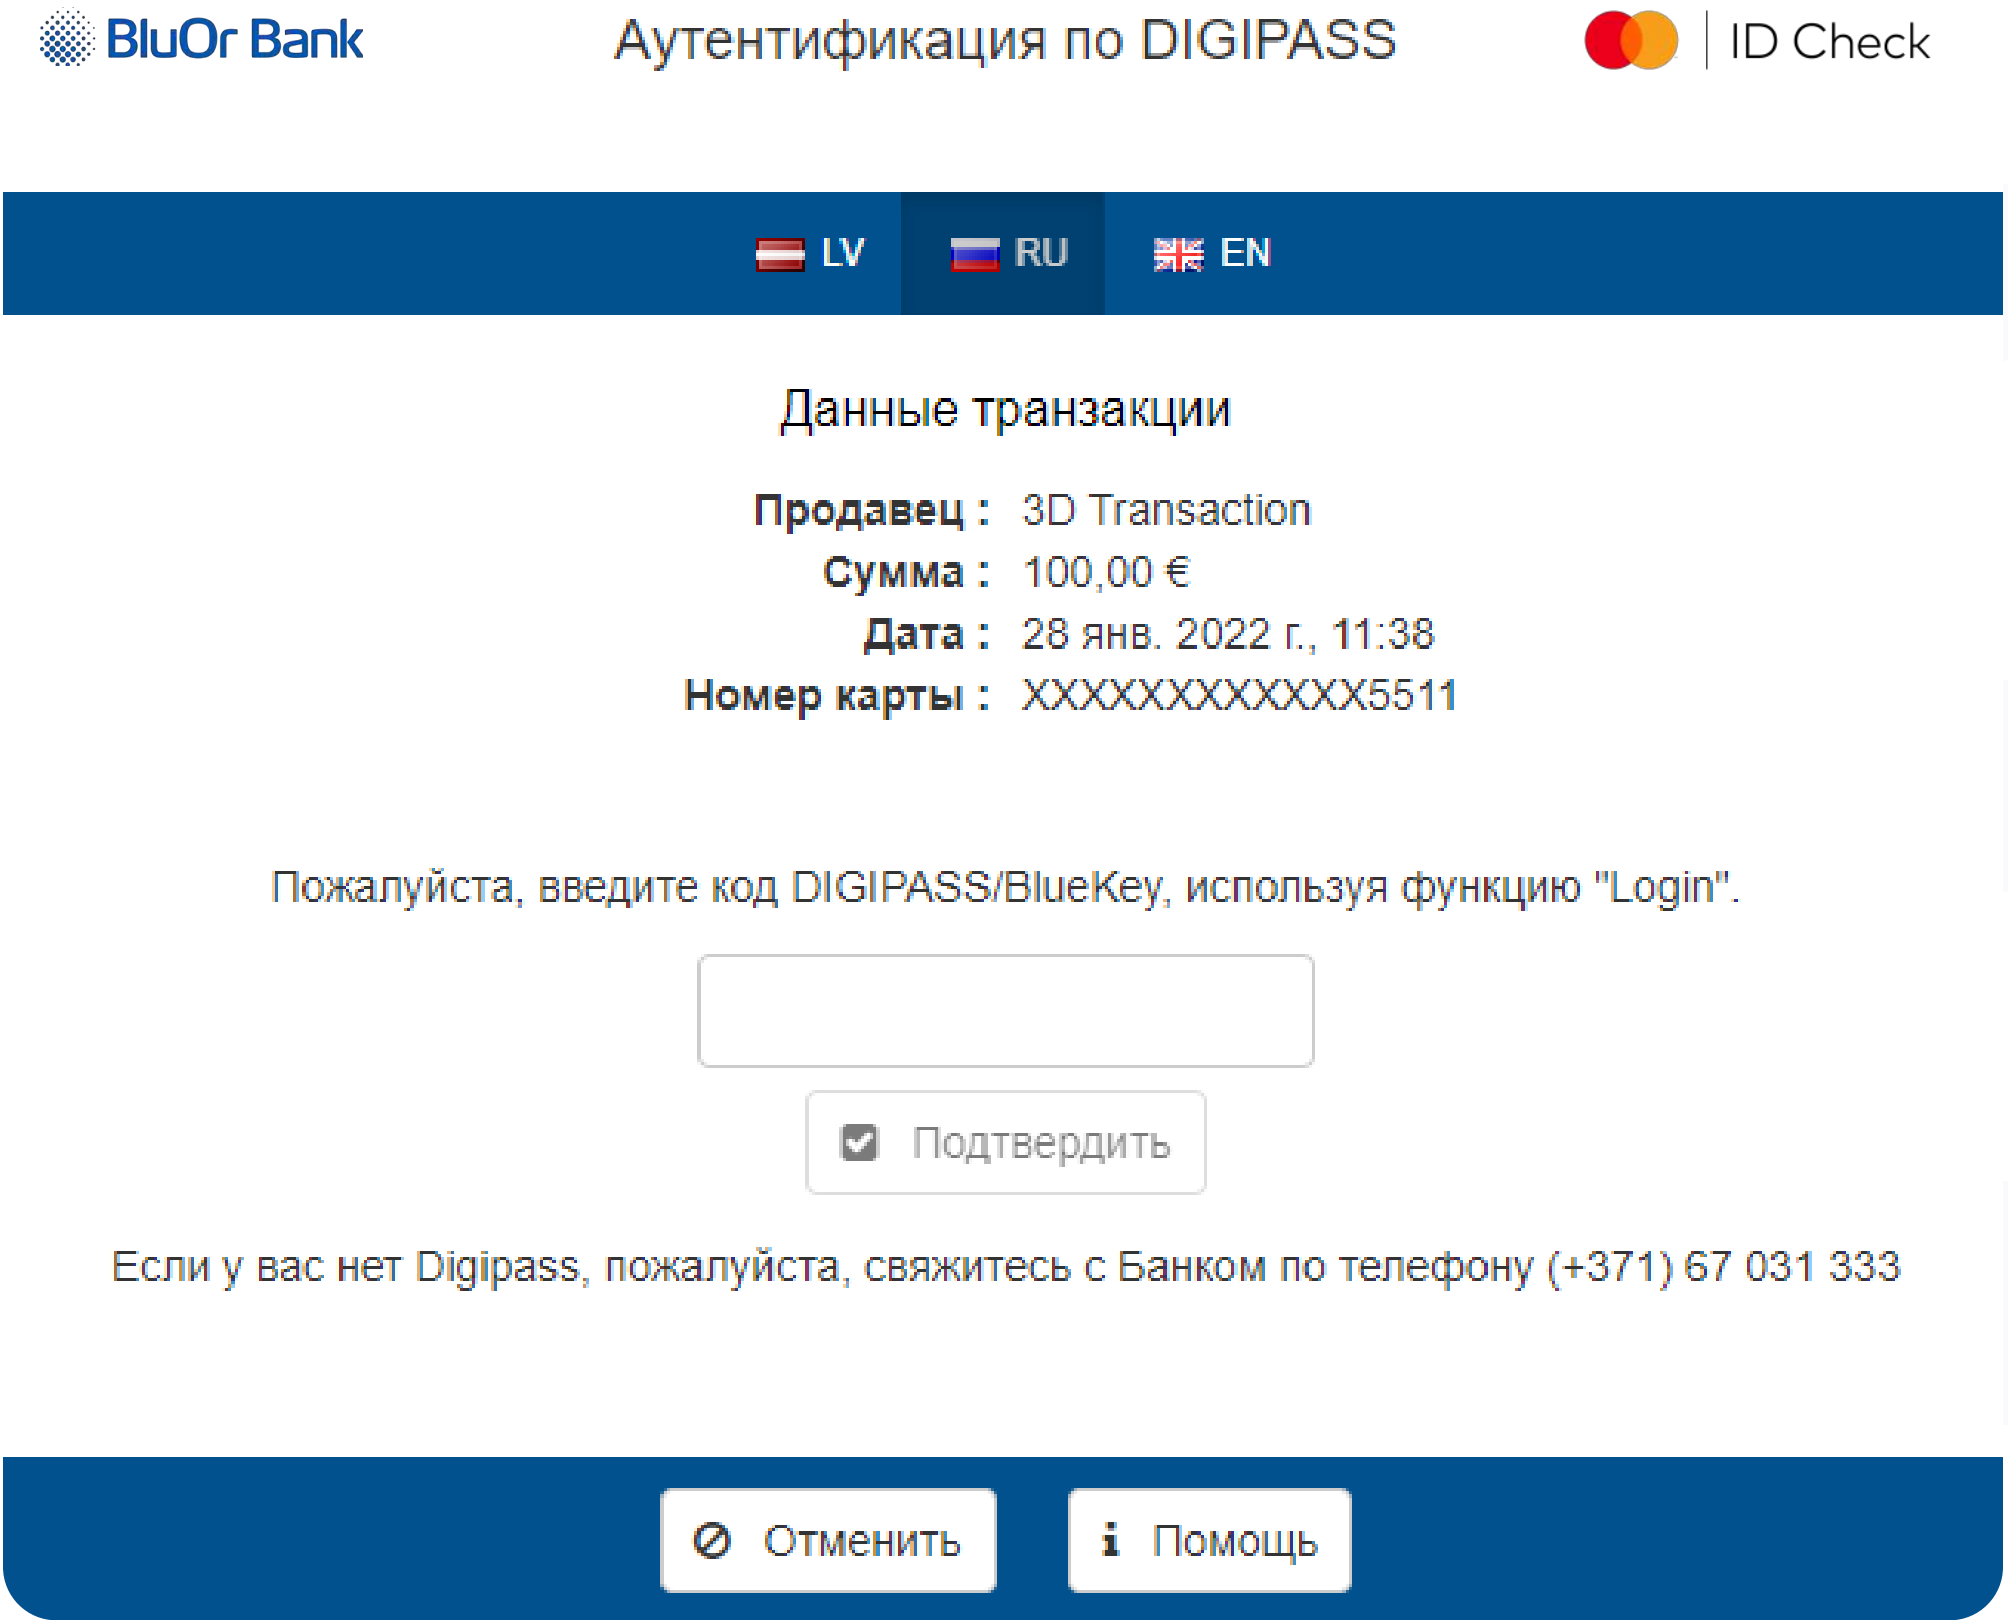 BluOr Bank Аутентификация по DIGIPASS ID Check
LV RU EN
Данные транзакции
Продавец : 3D Transaction
Сумма : 100,00 €
Дата : 28 янв. 2022 г., 11:38
Номер карты : XXXXXXXXXXXX5511
Пожалуйста, введите код DIGIPASS/BlueKey, используя функцию "Login".
Подтвердить
Если у вас нет Digipass, пожалуйста, свяжитесь с Банком по телефону (+371) 67 031 333
Отменить Помощь